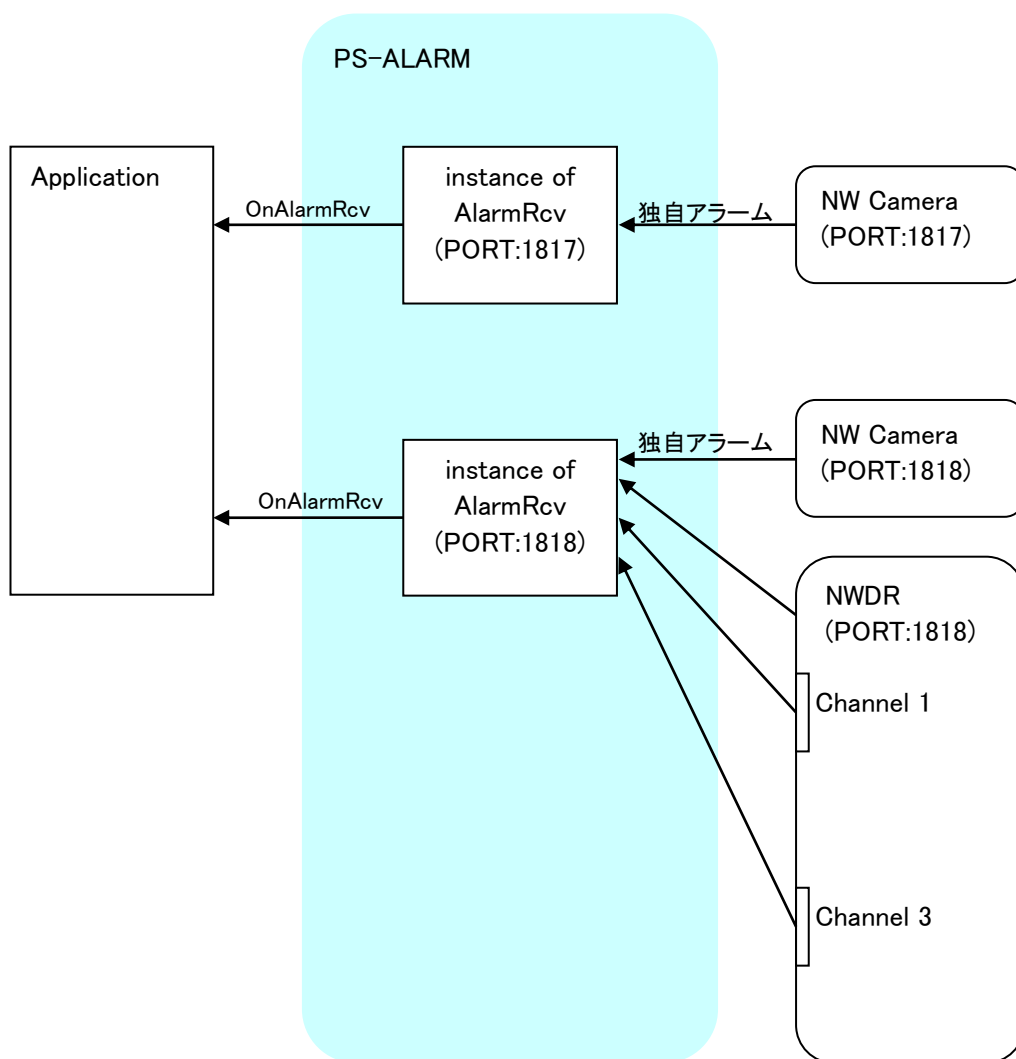 PS-ALARM
Application
OnAlarmRcv
instance of
AlarmRcv
(PORT:1817)
独自アラーム
NW Camera
(PORT:1817)
OnAlarmRcv
instance of
AlarmRcv
(PORT:1818)
独自アラーム
NW Camera
(PORT:1818)
NWDR
(PORT:1818)
Channel 1
Channel 3